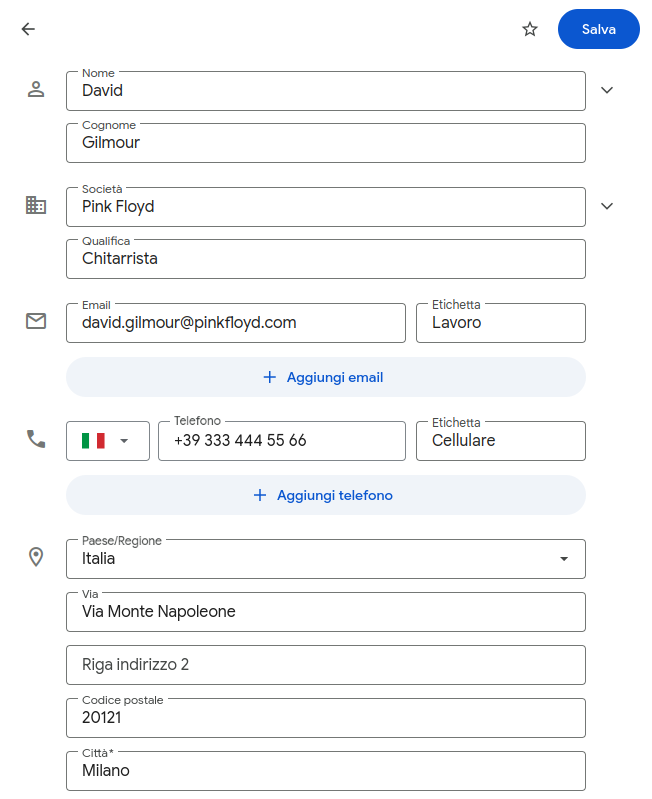 Salva
Nome
David
Cognome
Gilmour
Società
Pink Floyd
Qualifica
Chitarrista
Email
david.gilmour@pinkfloyd.com
Etichetta
Lavoro
Aggiungi email
Telefono
+39 333 444 55 66
Etichetta
Cellulare
Aggiungi telefono
Paese/Regione
Italia
Via
Via Monte Napoleone
Riga indirizzo 2
Codice postale
20121
Città*
Milano